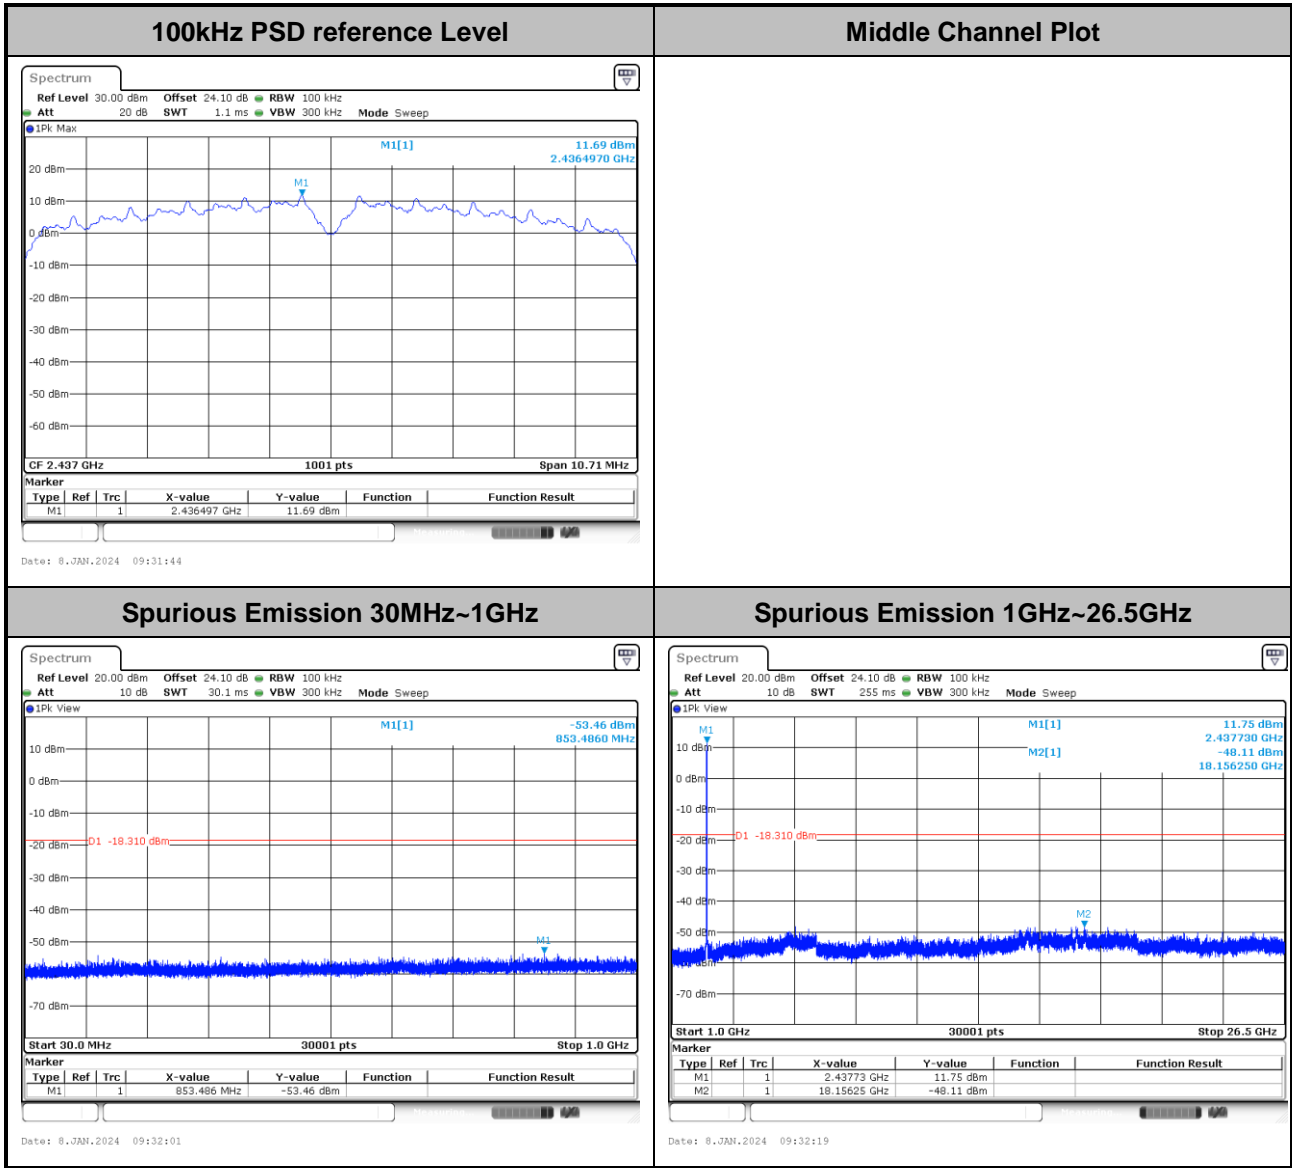 100kHz PSD reference Level
Middle Channel Plot
Spectrum
Ref Level 30.00 dBm Offset 24.10 dB RBW 100 kHz
Att 20 dB SWT 1.1 ms VBW 300 kHz Mode Sweep
1Pk Max
M1[1] 11.69 dBm
2.4364970 GHz
M1
20 dBm
10 dBm
0 dBm
-10 dBm
-20 dBm
-30 dBm
-40 dBm
-50 dBm
-60 dBm
CF 2.437 GHz 1001 pts Span 10.71 MHz
Marker
Type Ref Trc X-value Y-value Function Function Result
M1 1 2.436497 GHz 11.69 dBm
Date: 8.JAN.2024 09:31:44
Spurious Emission 30MHz~1GHz
Spurious Emission 1GHz~26.5GHz
Spectrum
Ref Level 20.00 dBm Offset 24.10 dB RBW 100 kHz
Att 10 dB SWT 30.1 ms VBW 300 kHz Mode Sweep
1Pk View
M1[1] -53.46 dBm
853.4860 MHz
10 dBm
0 dBm
-10 dBm
D1 -18.310 dBm
-20 dBm
-30 dBm
-40 dBm
-50 dBm
M1
-70 dBm
Start 30.0 MHz 30001 pts Stop 1.0 GHz
Marker
Type Ref Trc X-value Y-value Function Function Result
M1 1 853.486 MHz -53.46 dBm
Date: 8.JAN.2024 09:32:01
Spectrum
Ref Level 20.00 dBm Offset 24.10 dB RBW 100 kHz
Att 10 dB SWT 255 ms VBW 300 kHz Mode Sweep
1Pk View
M1[1] 11.75 dBm
2.437730 GHz
M2[1] -48.11 dBm
18.156250 GHz
M1
10 dBm
0 dBm
-10 dBm
D1 -18.310 dBm
-20 dBm
-30 dBm
-40 dBm
M2
-50 dBm
-70 dBm
Start 1.0 GHz 30001 pts Stop 26.5 GHz
Marker
Type Ref Trc X-value Y-value Function Function Result
M1 1 2.43773 GHz 11.75 dBm
M2 1 18.15625 GHz -48.11 dBm
Date: 8.JAN.2024 09:32:19